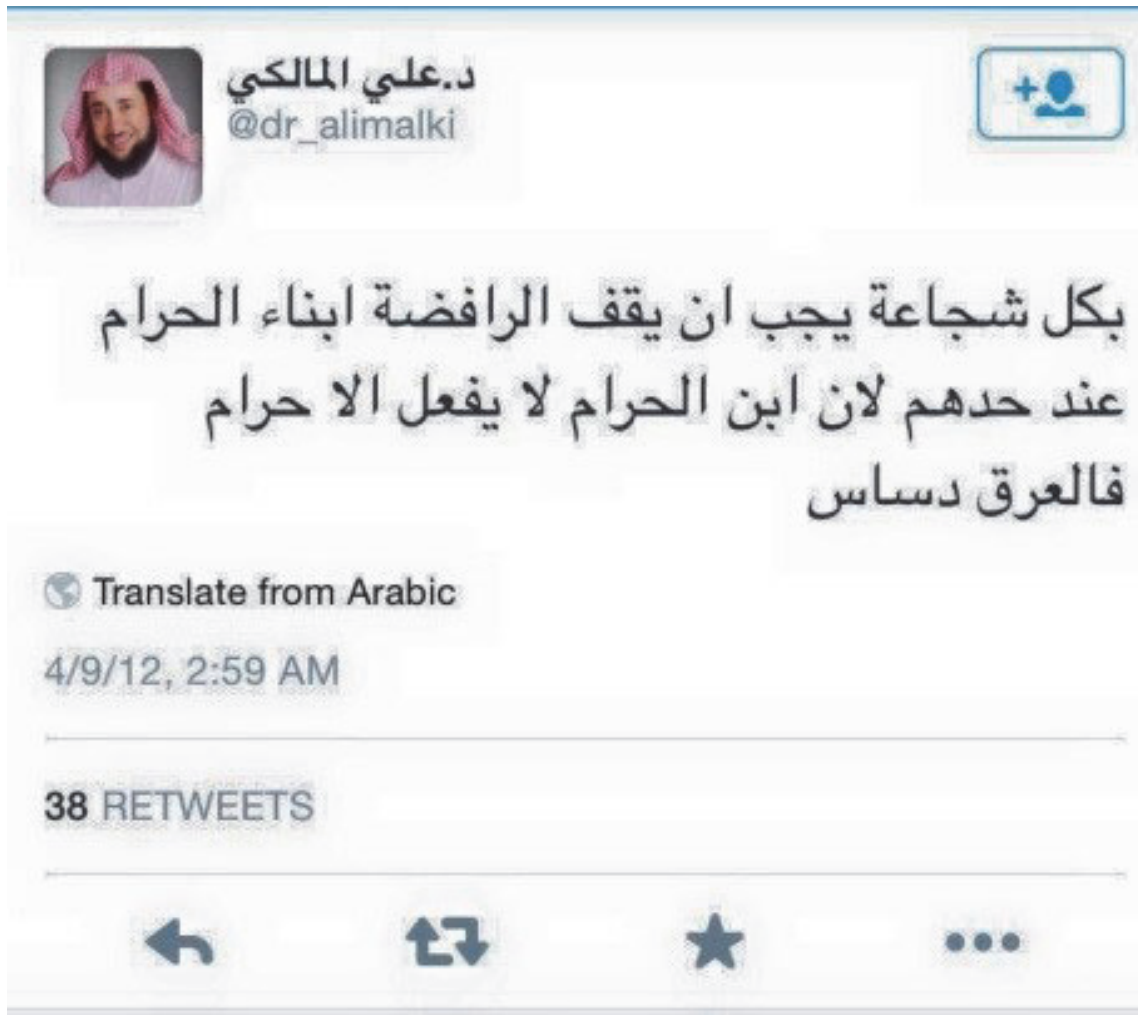 د.علي المالكي
@dr_alimalki
بكل شجاعة يجب ان يقف الرافضة ابناء الحرام
عند حدهم لان ابن الحرام لا يفعل الا حرام
فالعرق دساس
Translate from Arabic
4/9/12, 2:59 AM
38 RETWEETS